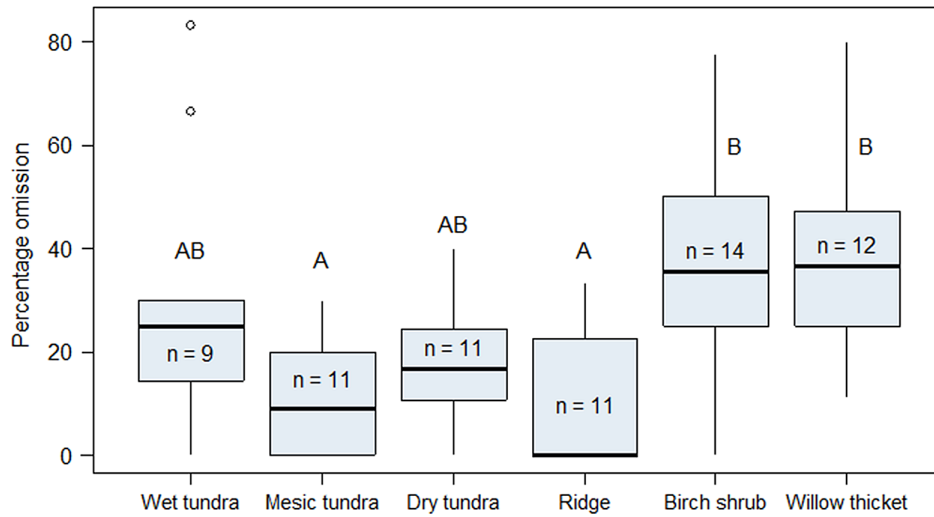 Percentage omission
80
60
40
20
0
AB
A
AB
A
B
B
n = 9
n = 11
n = 11
n = 11
n = 14
n = 12
Wet tundra
Mesic tundra
Dry tundra
Ridge
Birch shrub
Willow thicket